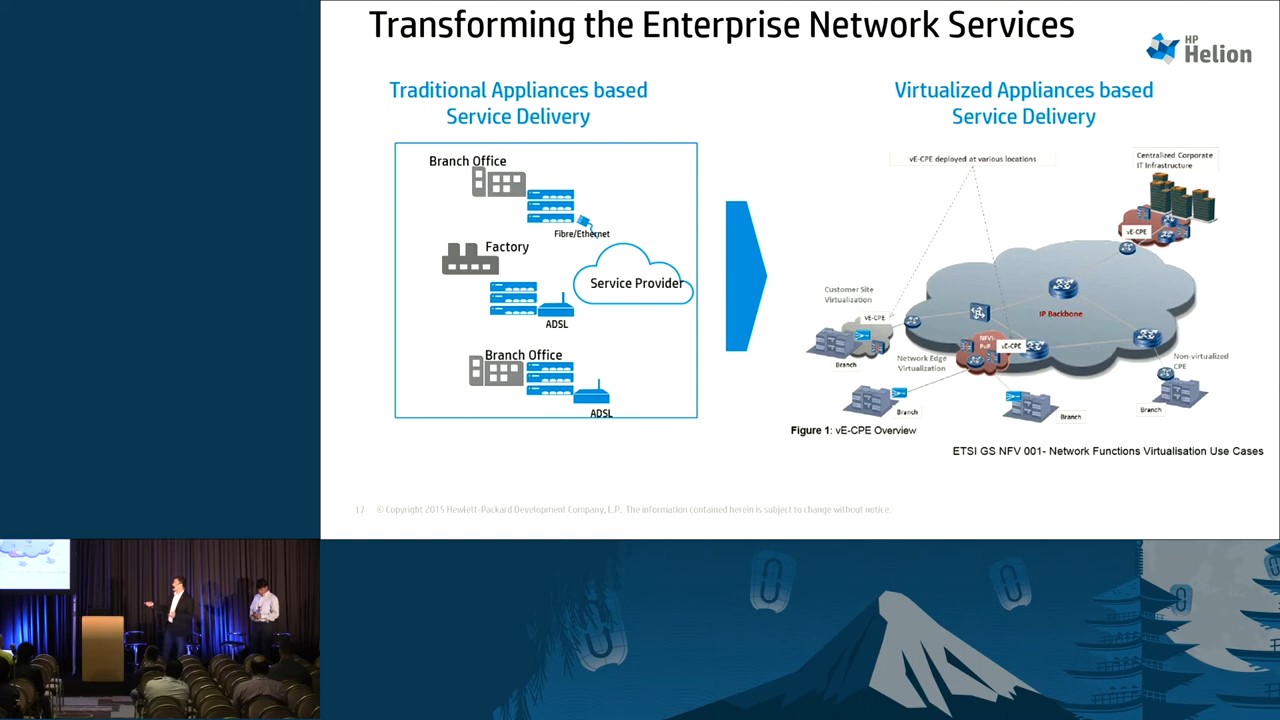 Transforming the Enterprise Network Services
HP
Helion
Traditional Appliances based
Service Delivery
Branch Office
Fibre/Ethernet
Factory
Service Provider
ADSL
Branch Office
ADSL
Virtualized Appliances based
Service Delivery
vE-CPE deployed at various locations
Centralized Corporate
IT Infrastructure
vE-CPE
Customer Site
Virtualization
vE-CPE
IP Backbone
Branch
Network Edge
Virtualization
NFVI-
PoP
vE-CPE
Non-virtualized
CPE
Branch
Branch
Branch
Figure 1: vE-CPE Overview
ETSI GS NFV 001- Network Functions Virtualisation Use Cases
17 © Copyright 2015 Hewlett-Packard Development Company, L.P. The information contained herein is subject to change without notice.